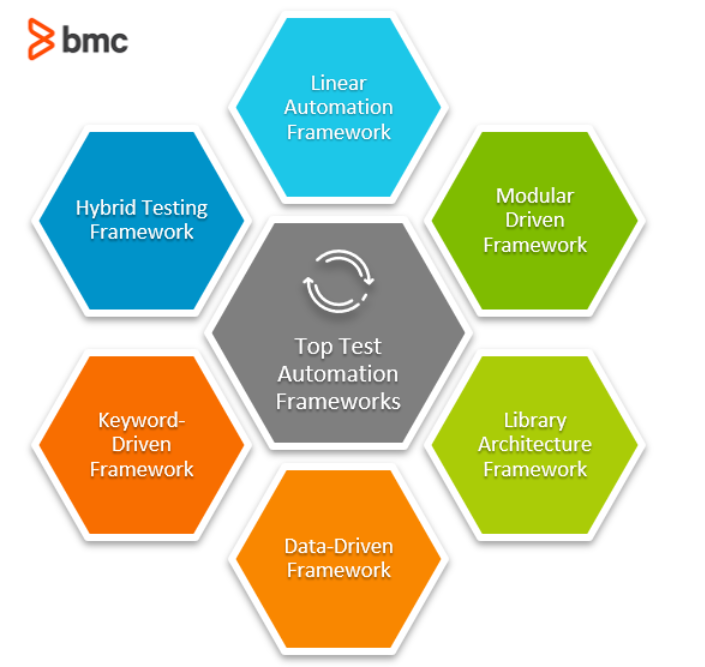 bmc
Linear
Automation
Framework
Hybrid Testing
Framework
Modular
Driven
Framework
Top Test
Automation
Frameworks
Keyword-
Driven
Framework
Library
Architecture
Framework
Data-Driven
Framework